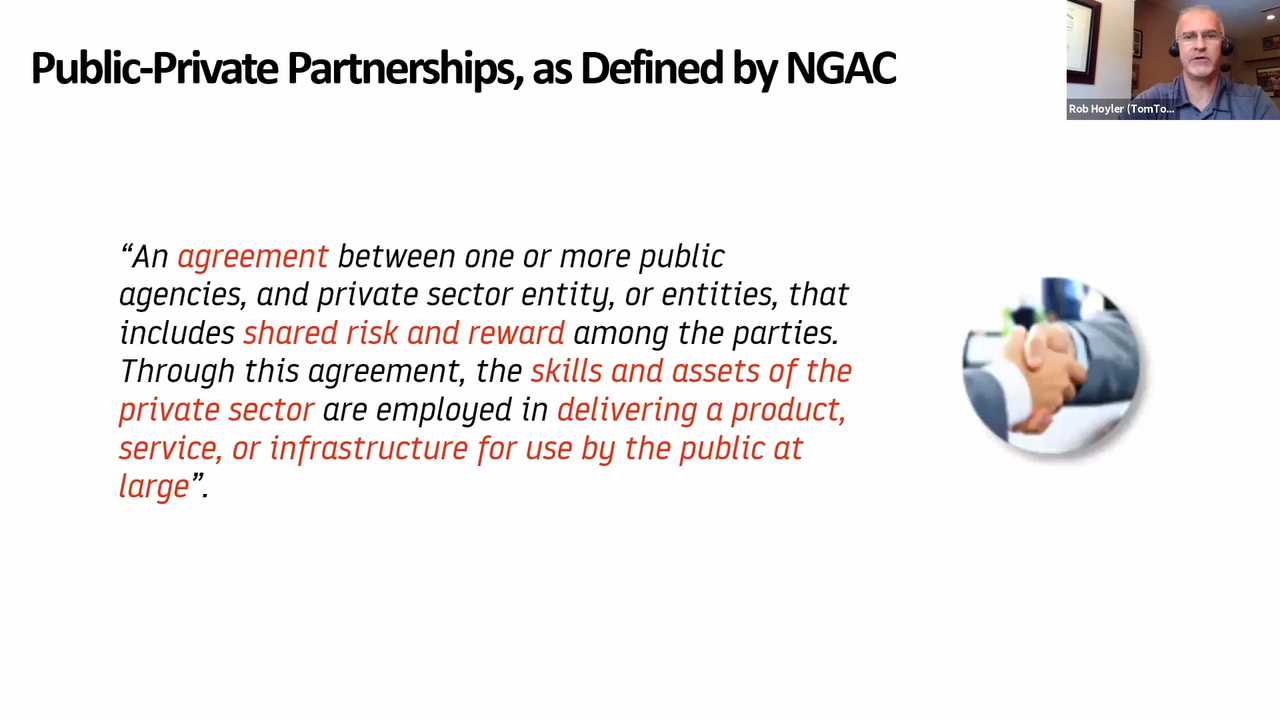 Public-Private Partnerships, as Defined by NGAC
Rob Hoyler (TomTo...
“An agreement between one or more public
agencies, and private sector entity, or entities, that
includes shared risk and reward among the parties.
Through this agreement, the skills and assets of the
private sector are employed in delivering a product,
service, or infrastructure for use by the public at
large”.